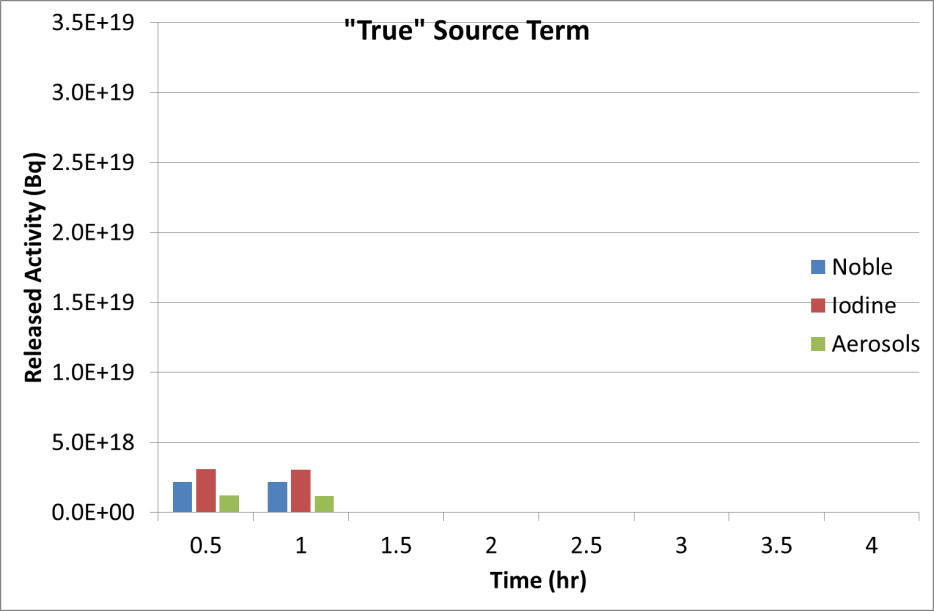 "True" Source Term
Released Activity (Bq)
3.5E+19
3.0E+19
2.5E+19
2.0E+19
1.5E+19
1.0E+19
5.0E+18
0.0E+00
0.5 1 1.5 2 2.5 3 3.5 4
Time (hr)
Noble
Iodine
Aerosols